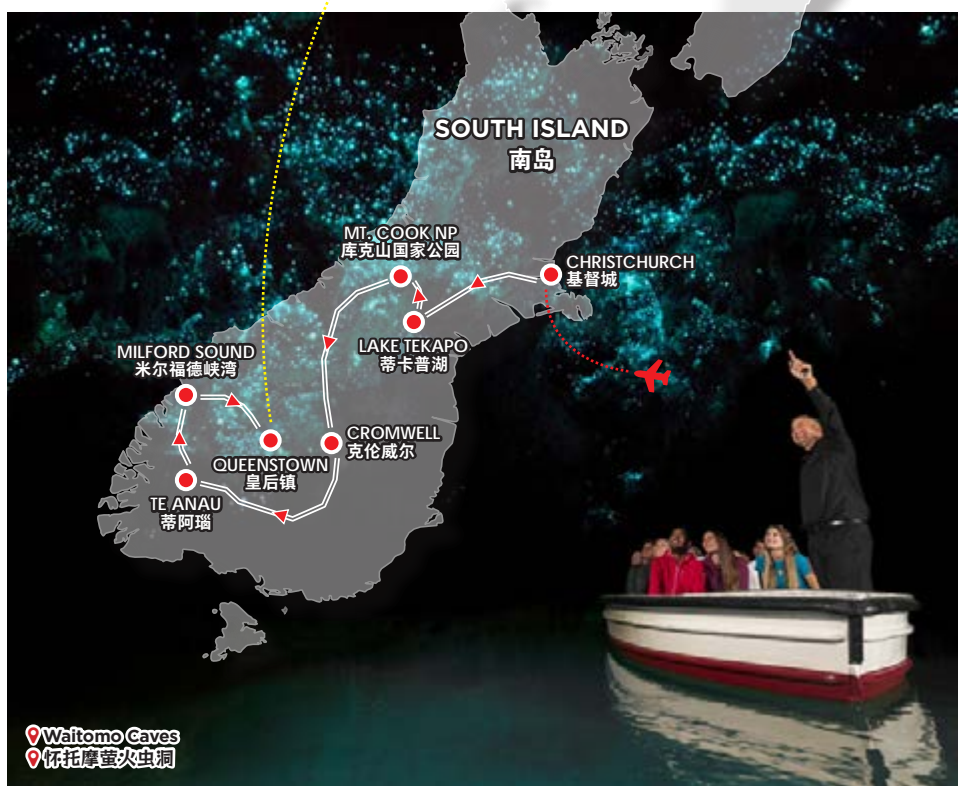 SOUTH ISLAND
南岛
MT. COOK NP
库克山国家公园
CHRISTCHURCH
基督城
LAKE TEKAPO
蒂卡普湖
MILFORD SOUND
米尔福德峡湾
CROMWELL
克伦威尔
QUEENSTOWN
皇后镇
TE ANAU
蒂阿瑙
Waitomo Caves
怀托摩萤火虫洞